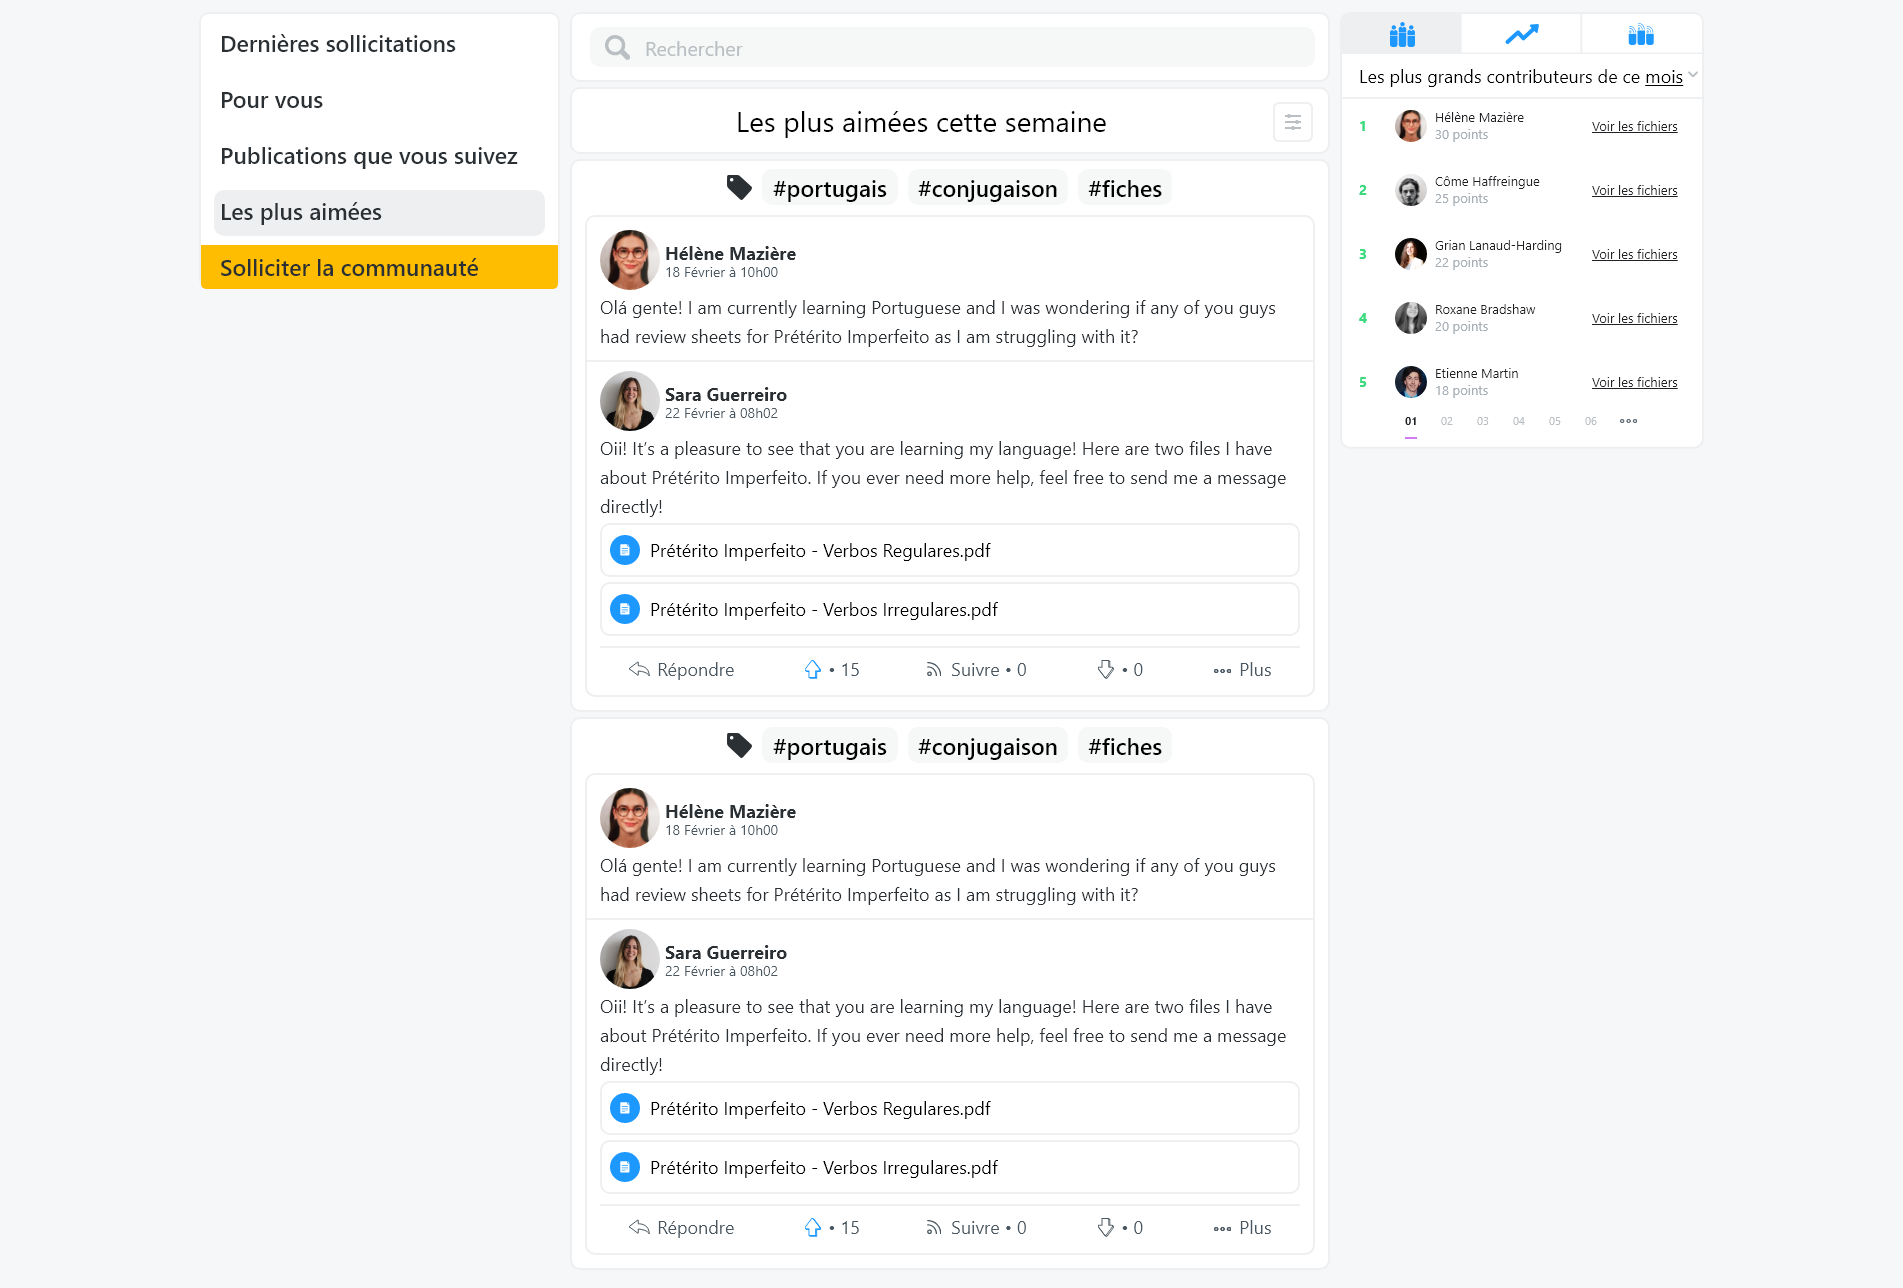 Dernières sollicitations
Pour vous
Publications que vous suivez
Les plus aimées
Solliciter la communauté
Rechercher
Les plus aimées cette semaine
#portugais #conjugaison #fiches
Hélène Mazière
18 Février à 10h00
Olá gente! I am currently learning Portuguese and I was wondering if any of you guys
had review sheets for Prétérito Imperfeito as I am struggling with it?
Sara Guerreiro
22 Février à 08h02
Oii! It’s a pleasure to see that you are learning my language! Here are two files I have
about Prétérito Imperfeito. If you ever need more help, feel free to send me a message
directly!
Prétérito Imperfeito - Verbos Regulares.pdf
Prétérito Imperfeito - Verbos Irregulares.pdf
Répondre • 15 Suivre • 0 • 0 Plus
#portugais #conjugaison #fiches
Hélène Mazière
18 Février à 10h00
Olá gente! I am currently learning Portuguese and I was wondering if any of you guys
had review sheets for Prétérito Imperfeito as I am struggling with it?
Sara Guerreiro
22 Février à 08h02
Oii! It’s a pleasure to see that you are learning my language! Here are two files I have
about Prétérito Imperfeito. If you ever need more help, feel free to send me a message
directly!
Prétérito Imperfeito - Verbos Regulares.pdf
Prétérito Imperfeito - Verbos Irregulares.pdf
Répondre • 15 Suivre • 0 • 0 Plus
Les plus grands contributeurs de ce mois
1 Hélène Mazière Voir les fichiers
30 points
2 Côme Haffreingue Voir les fichiers
25 points
3 Grian Lanaud-Harding Voir les fichiers
22 points
4 Roxane Bradshaw Voir les fichiers
20 points
5 Etienne Martin Voir les fichiers
18 points
01 02 03 04 05 06